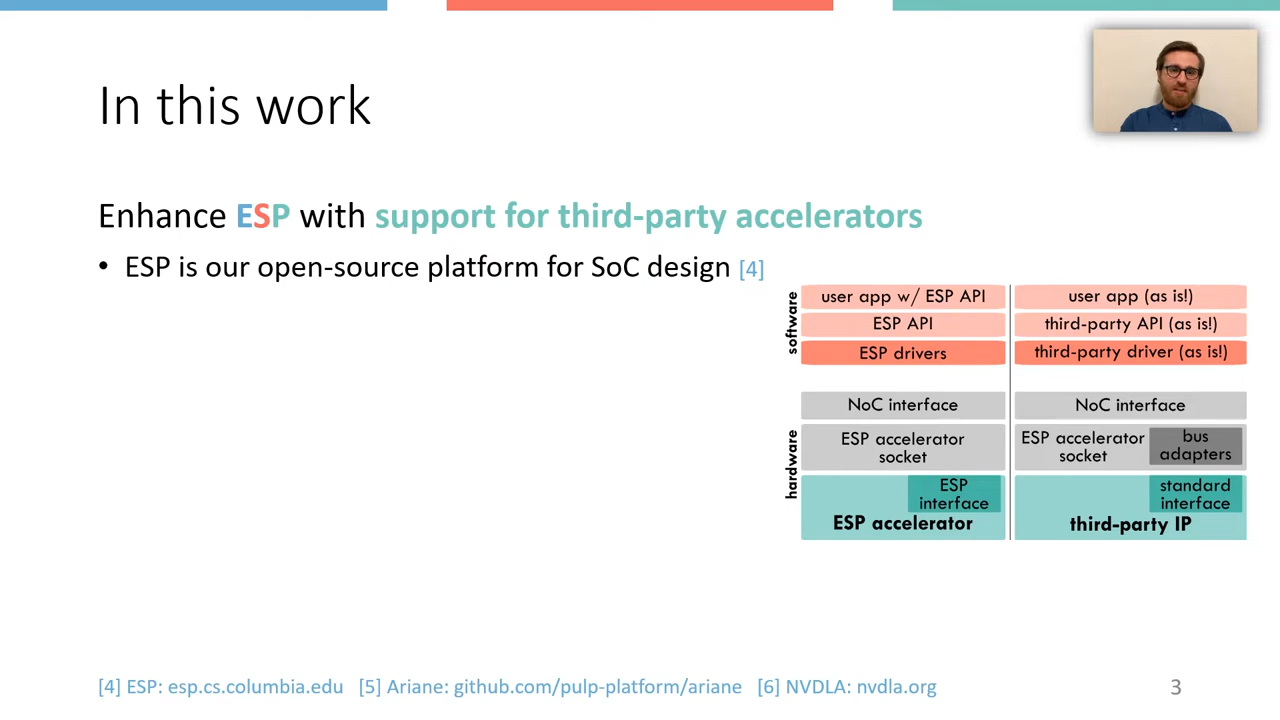 In this work
Enhance ESP with support for third-party accelerators
• ESP is our open-source platform for SoC design [4]
software
user app w/ ESP API
ESP API
ESP drivers
user app (as is!)
third-party API (as is!)
third-party driver (as is!)
hardware
NoC interface
ESP accelerator
socket
ESP
interface
ESP accelerator
NoC interface
ESP accelerator
socket
bus
adapters
standard
interface
third-party IP
[4] ESP: esp.cs.columbia.edu [5] Ariane: github.com/pulp-platform/ariane [6] NVDLA: nvdla.org
3